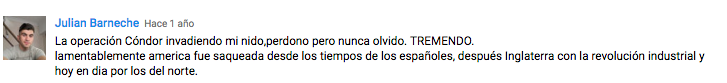 Julian Barneche Hace 1 año
La operación Cóndor invadiendo mi nido,perdono pero nunca olvido. TREMENDO.
lamentablemente america fue saqueada desde los tiempos de los españoles, después Inglaterra con la revolución industrial y
hoy en dia por los del norte.